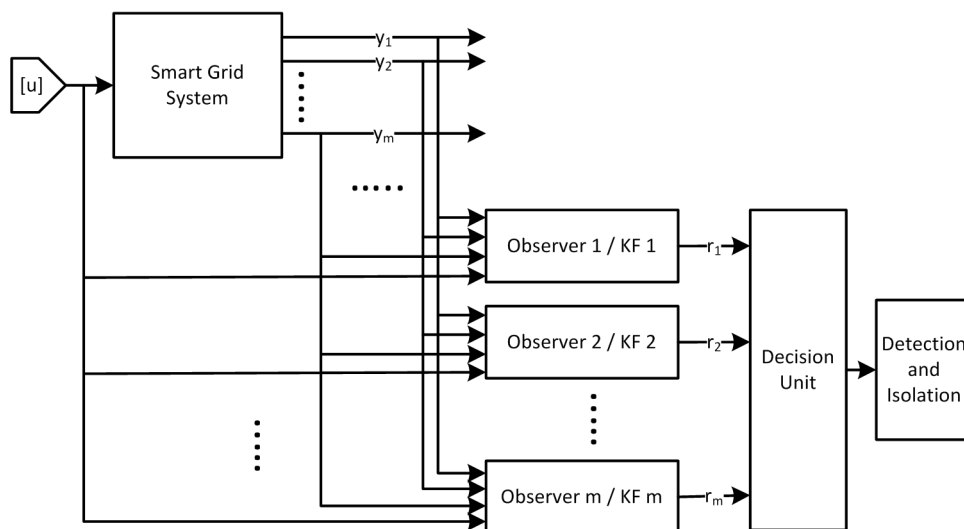 [u]
Smart Grid
System
y₁
y₂
yₘ
Observer 1 / KF 1
r₁
Observer 2 / KF 2
r₂
Observer m / KF m
rₘ
Decision
Unit
Detection
and
Isolation